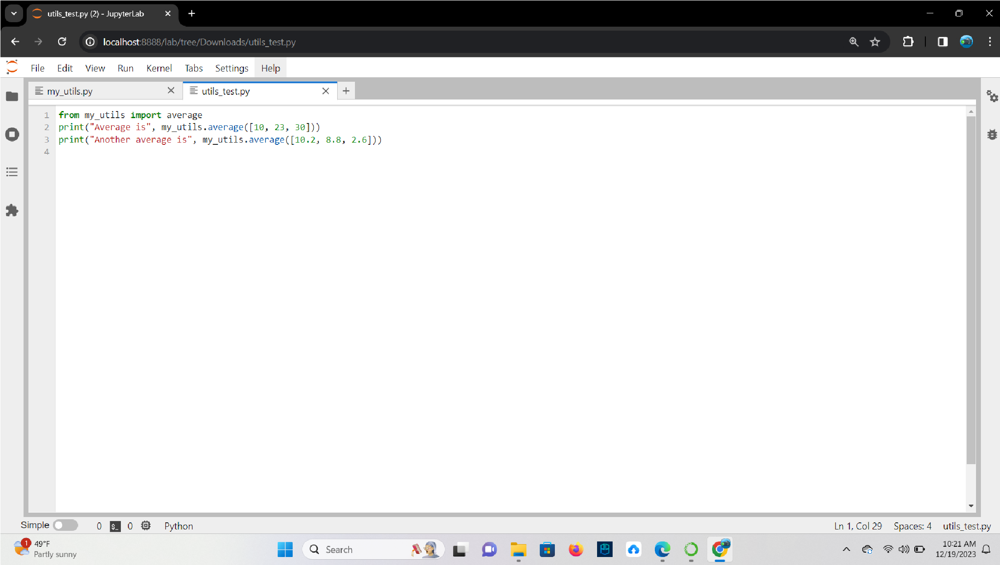 utils_test.py (2) - JupyterLab
localhost:8888/lab/tree/Downloads/utils_test.py
File Edit View Run Kernel Tabs Settings Help
my_utils.py utils_test.py
1 from my_utils import average
2 print("Average is", my_utils.average([10, 23, 30]))
3 print("Another average is", my_utils.average([10.2, 8.8, 2.6]))
4
Simple 0 $_ 0 Python Ln 1, Col 29 Spaces: 4 utils_test.py
1 49°F
Partly sunny
Search
10:21 AM
12/19/2023